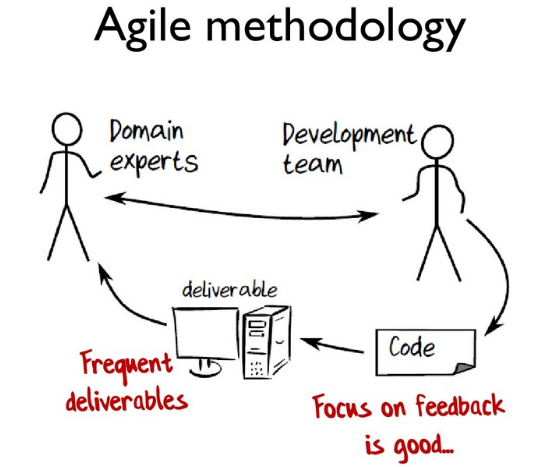 Agile methodology
Domain
experts
Development
team
deliverable
Code
Frequent
deliverables
Focus on feedback
is good...